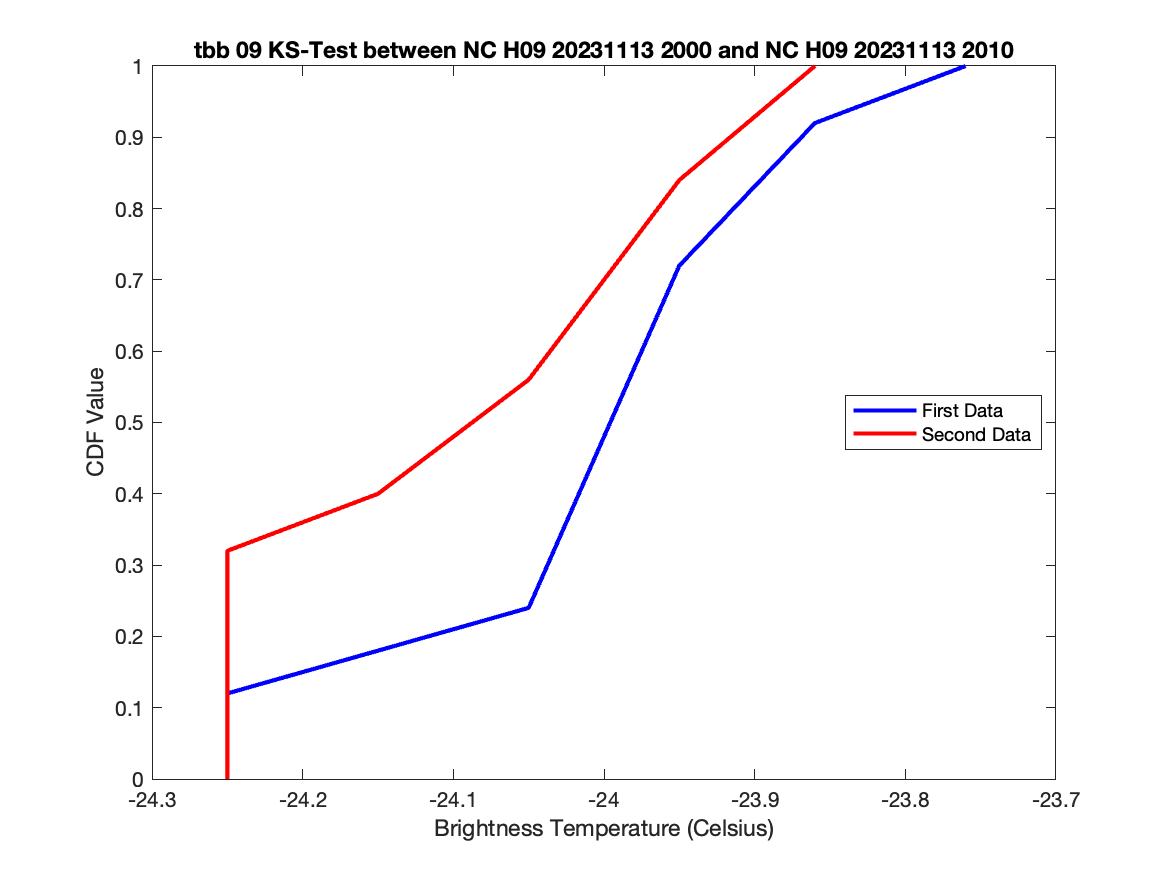 tbb 09 KS-Test between NC H09 20231113 2000 and NC H09 20231113 2010
1
0.9
0.8
0.7
0.6
0.5
0.4
0.3
0.2
0.1
0
CDF Value
First Data
Second Data
-24.3 -24.2 -24.1 -24 -23.9 -23.8 -23.7
Brightness Temperature (Celsius)